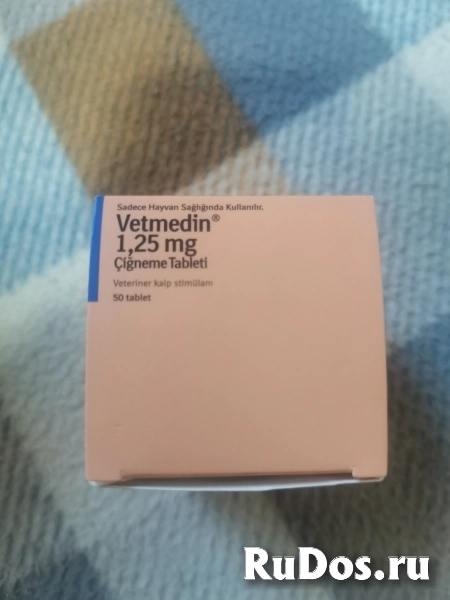 Sadece Hayvan Sağlığında Kullanılır.
Vetmedin®
1,25 mg
Çiğneme Tableti
Veteriner kalp stimülanı
50 tablet
RuDos.ru